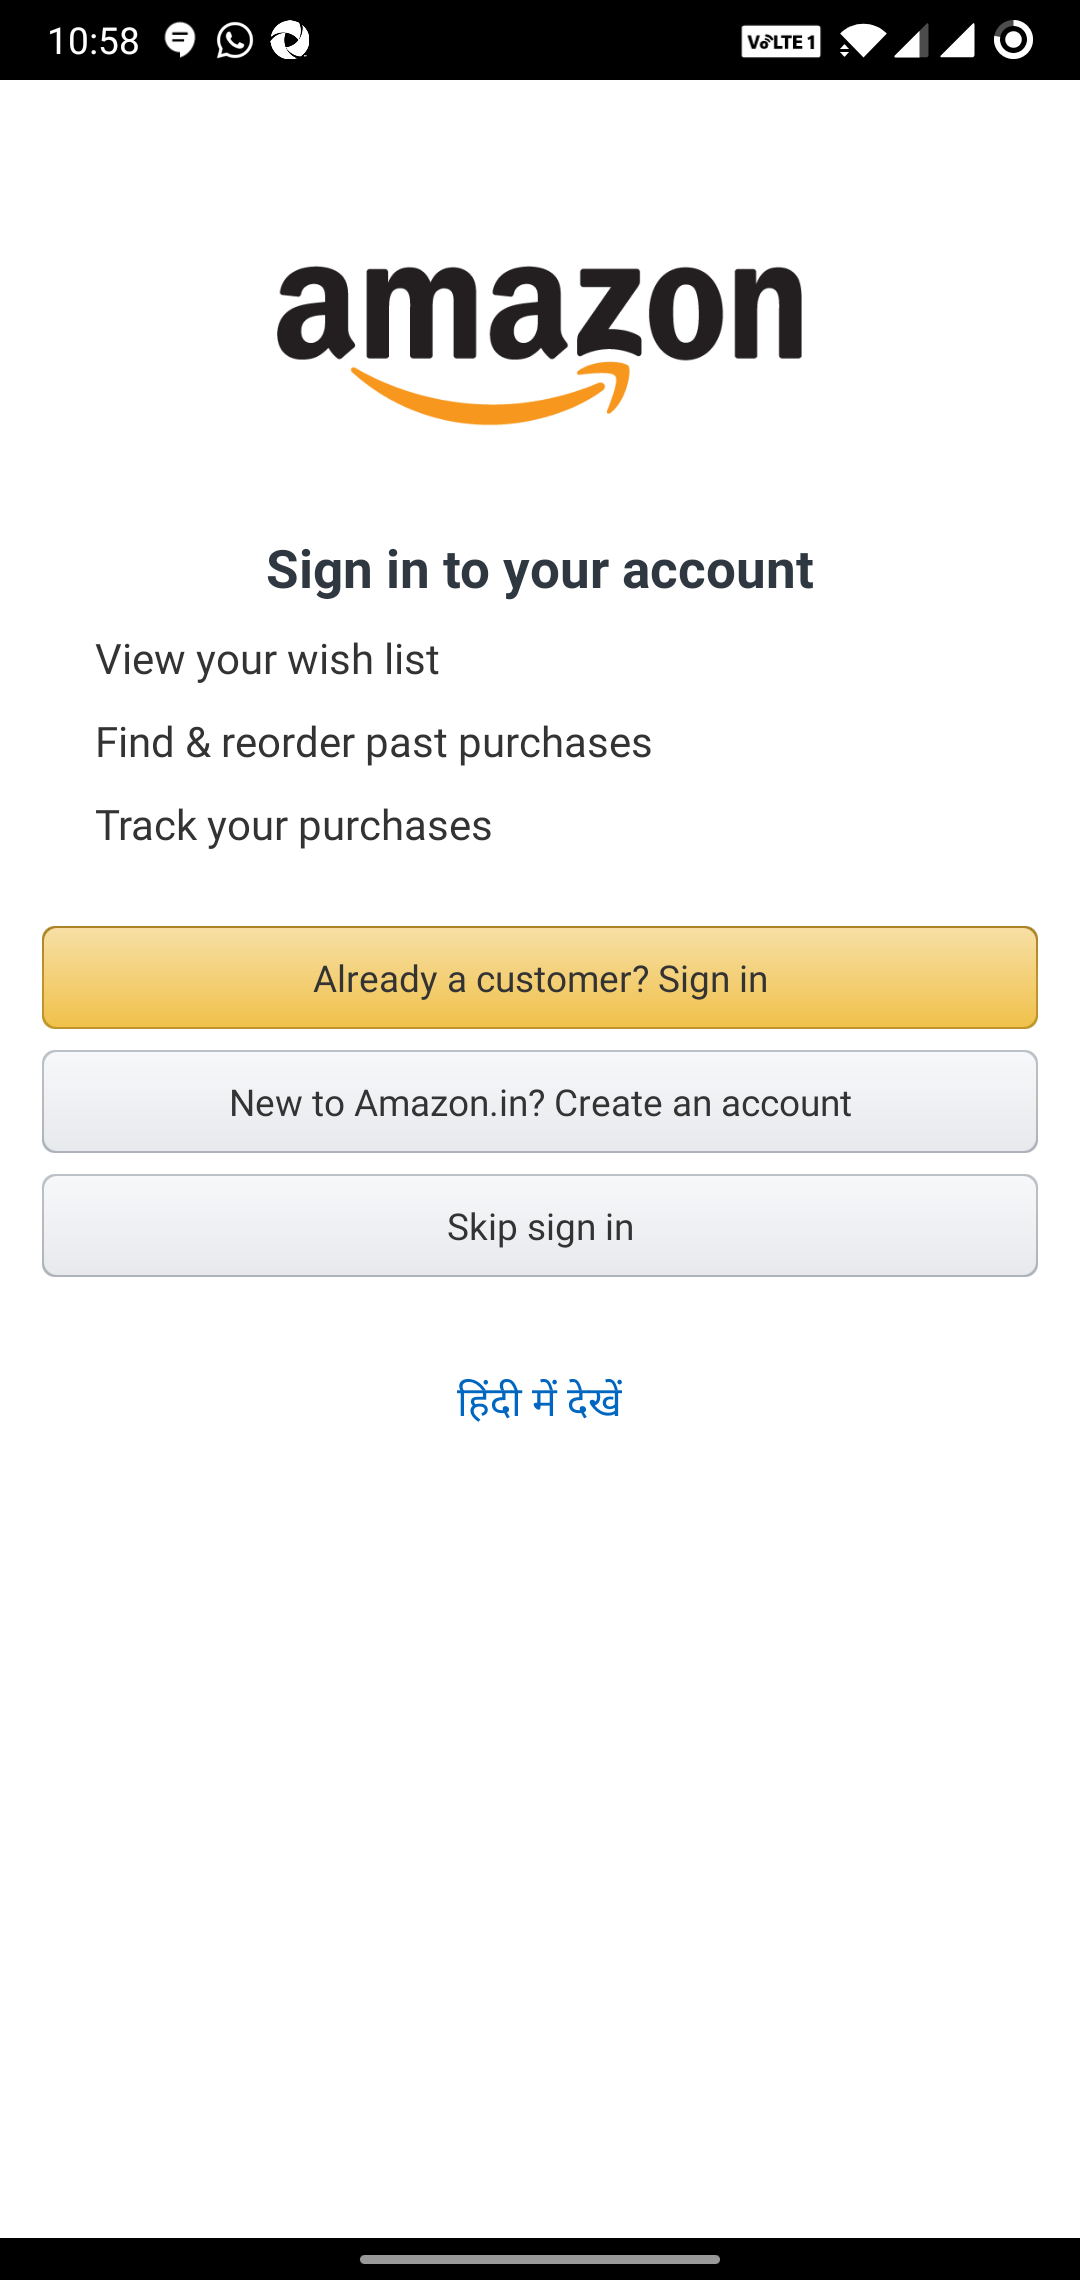 10:58 VoLTE 1
amazon
Sign in to your account
View your wish list
Find & reorder past purchases
Track your purchases
Already a customer? Sign in
New to Amazon.in? Create an account
Skip sign in
हिंदी में देखें